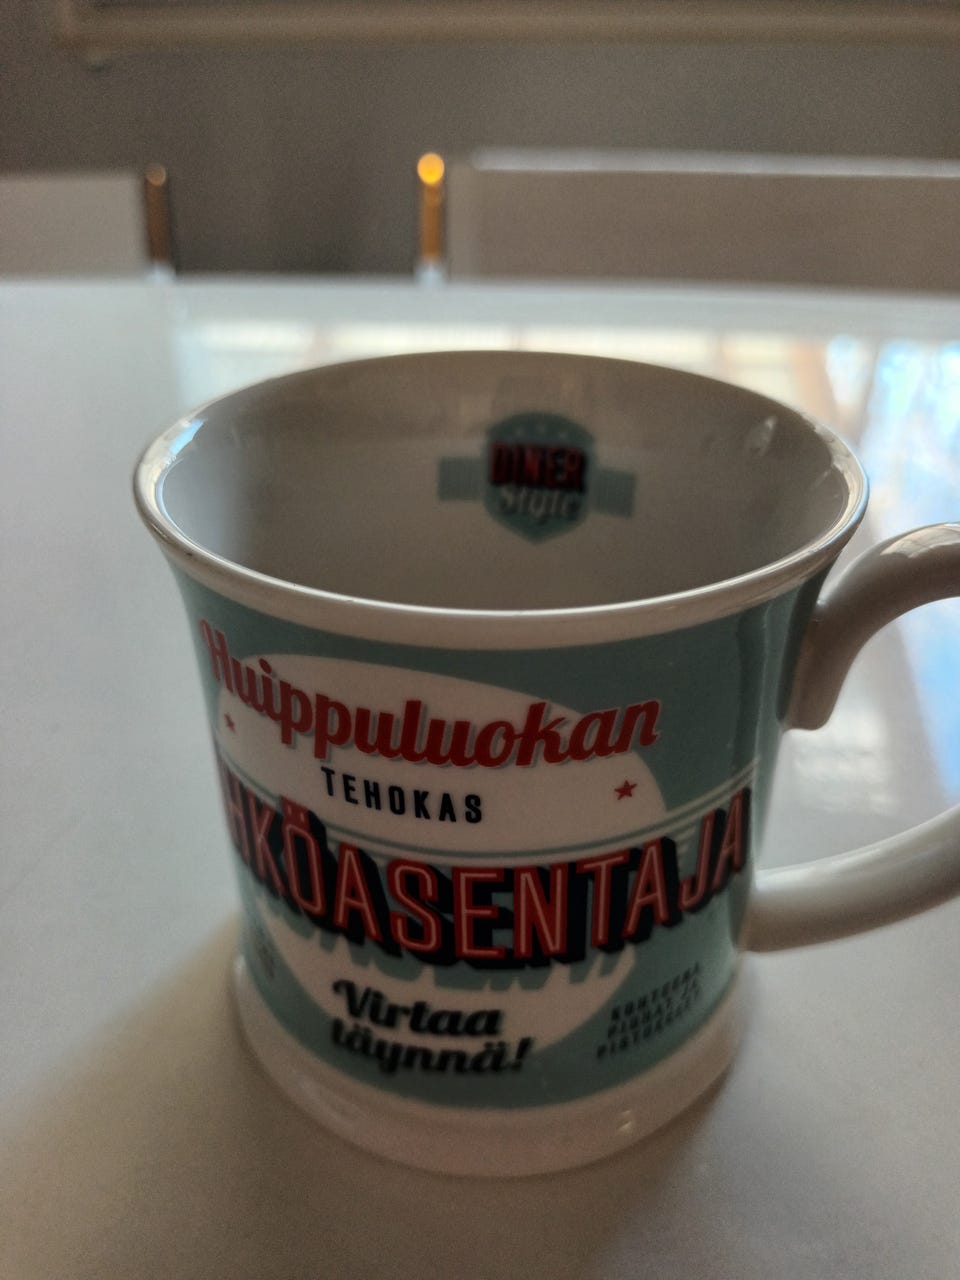 DINER
Style
Huippuluokan
TEHOKAS
HKÖASENTAJA
Virtaa
täynnä!